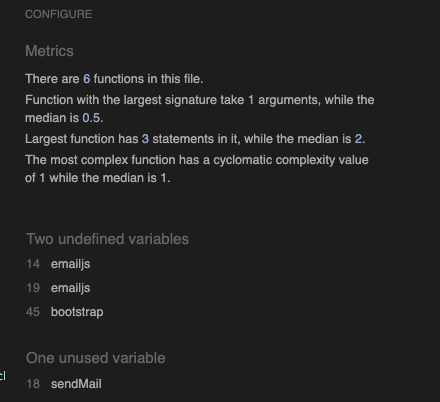 CONFIGURE
Metrics
There are 6 functions in this file.
Function with the largest signature take 1 arguments, while the
median is 0.5.
Largest function has 3 statements in it, while the median is 2.
The most complex function has a cyclomatic complexity value
of 1 while the median is 1.
Two undefined variables
14 emailjs
19 emailjs
45 bootstrap
One unused variable
18 sendMail